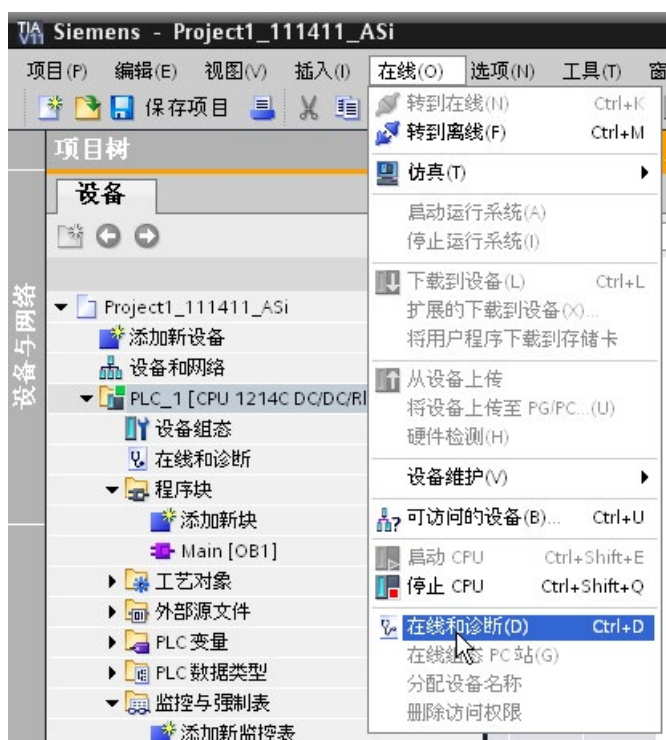 TIA V11 Siemens - Project1_111411_ASi
项目(P) 编辑(E) 视图(V) 插入(I) 在线(O) 选项(N) 工具(T) 窗
保存项目
项目树
设备
设备与网络
Project1_111411_ASi
添加新设备
设备和网络
PLC_1 [CPU 1214C DC/DC/Rl
设备组态
在线和诊断
程序块
添加新块
Main [OB1]
工艺对象
外部源文件
PLC 变量
PLC 数据类型
监控与强制表
添加新监控表
转到在线(N) Ctrl+K
转到离线(F) Ctrl+M
仿真(T)
启动运行系统(A)
停止运行系统(I)
下载到设备(L) Ctrl+L
扩展的下载到设备(X)...
将用户程序下载到存储卡
从设备上传
将设备上传至 PG/PC...(U)
硬件检测(H)
设备维护(V)
可访问的设备(B)... Ctrl+U
启动 CPU Ctrl+Shift+E
停止 CPU Ctrl+Shift+Q
在线和诊断(D) Ctrl+D
在线组态 PC 站(G)
分配设备名称
删除访问权限